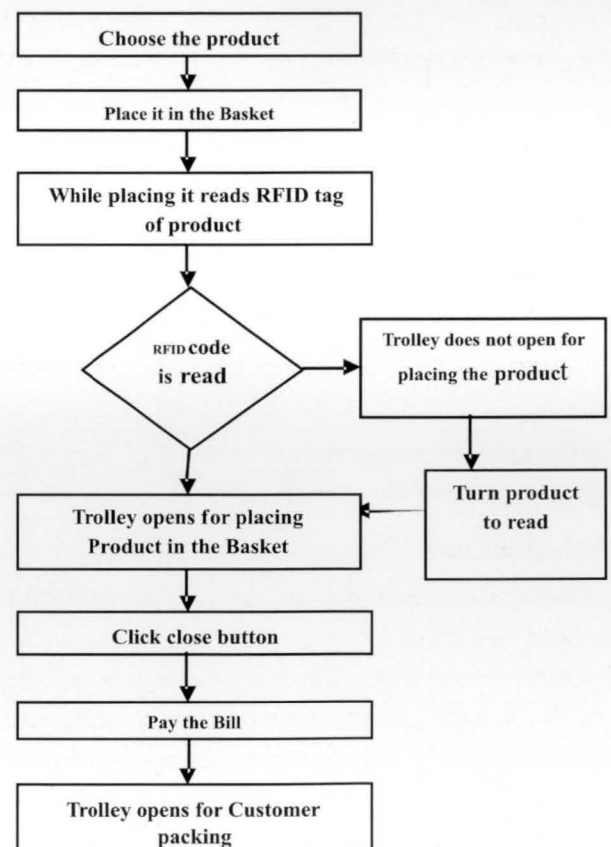 Choose the product
Place it in the Basket
While placing it reads RFID tag
of product
RFID code
is read
Trolley does not open for
placing the product
Turn product
to read
Trolley opens for placing
Product in the Basket
Click close button
Pay the Bill
Trolley opens for Customer
packing